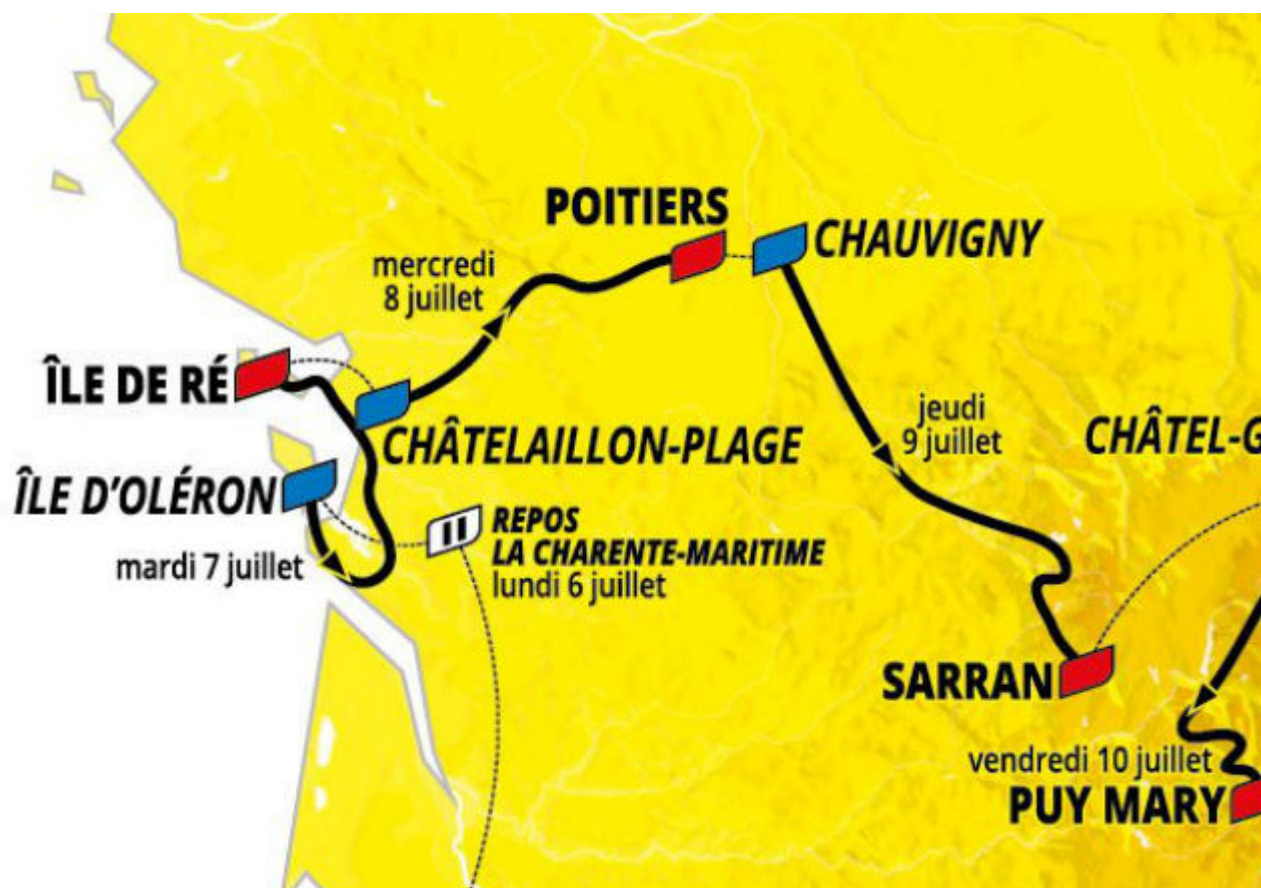 POITIERS
CHAUVIGNY
mercredi
8 juillet
ÎLE DE RÉ
CHÂTELAILLON-PLAGE
jeudi
9 juillet
CHÂTEL-G
ÎLE D'OLÉRON
mardi 7 juillet
REPOS
LA CHARENTE-MARITIME
lundi 6 juillet
SARRAN
vendredi 10 juillet
PUY MARY